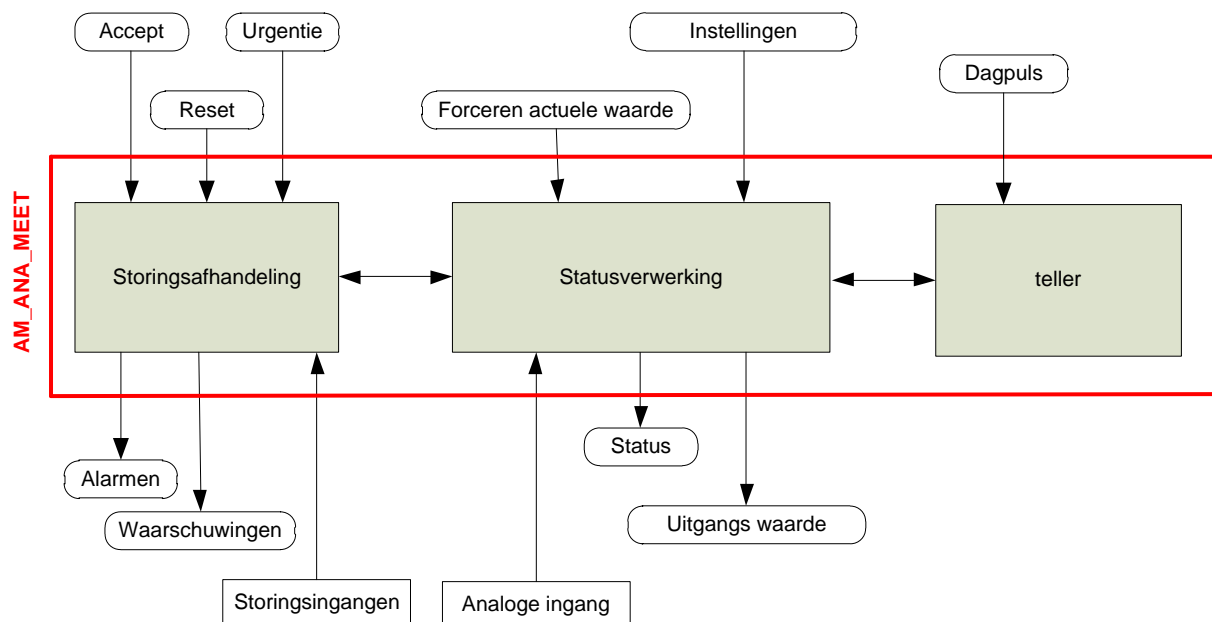 Accept
Urgentie
Instellingen
Dagpuls
Reset
Forceren actuele waarde
AM_ANA_MEET
Storingsafhandeling
Statusverwerking
teller
Status
Alarmen
Waarschuwingen
Uitgangs waarde
Storingsingangen
Analoge ingang